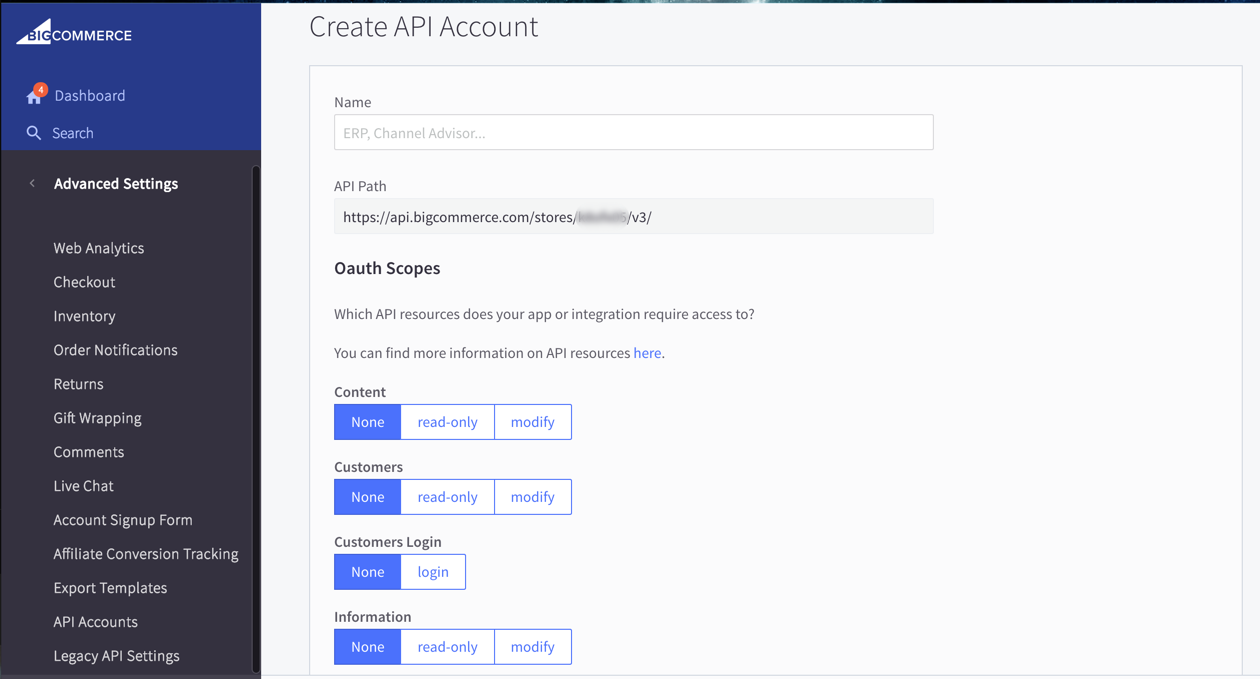 BIGCOMMERCE
4
Dashboard
Search
Advanced Settings
Web Analytics
Checkout
Inventory
Order Notifications
Returns
Gift Wrapping
Comments
Live Chat
Account Signup Form
Affiliate Conversion Tracking
Export Templates
API Accounts
Legacy API Settings
Create API Account
Name
ERP, Channel Advisor...
API Path
https://api.bigcommerce.com/stores/ /v3/
Oauth Scopes
Which API resources does your app or integration require access to?
You can find more information on API resources here.
Content
None read-only modify
Customers
None read-only modify
Customers Login
None login
Information
None read-only modify